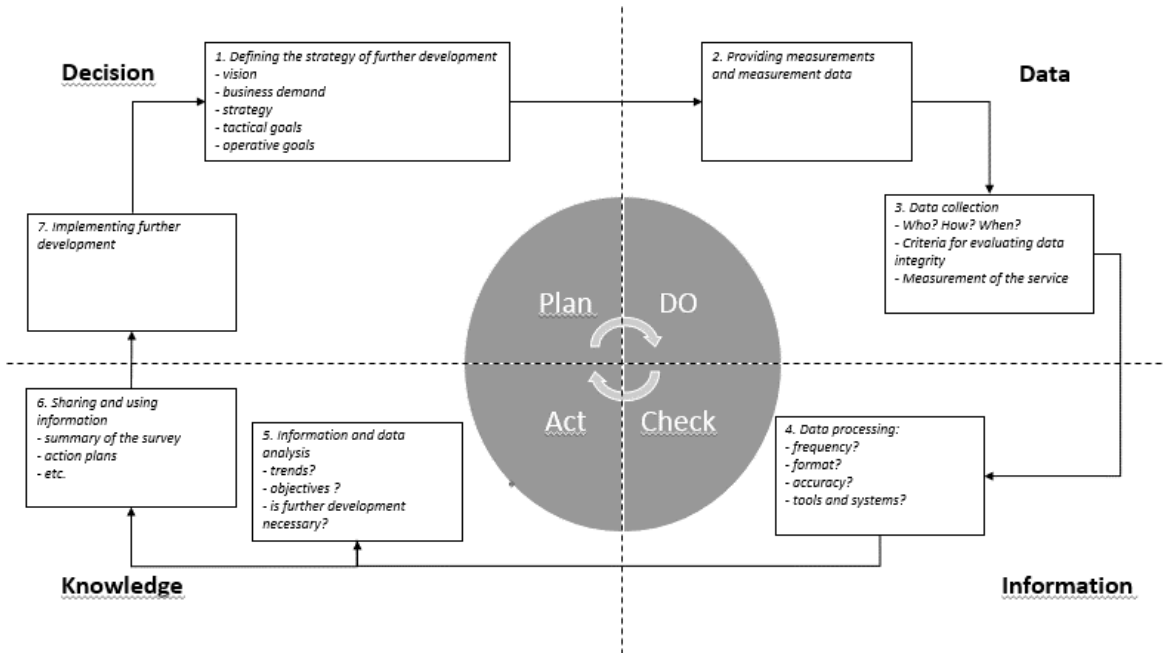 Decision
1. Defining the strategy of further development
- vision
- business demand
- strategy
- tactical goals
- operative goals
2. Providing measurements
and measurement data
Data
3. Data collection
- Who? How? When?
- Criteria for evaluating data
integrity
- Measurement of the service
7. Implementing further
development
Plan
DO
Act
Check
6. Sharing and using
information
- summary of the survey
- action plans
- etc.
5. Information and data
analysis
- trends?
- objectives ?
- is further development
necessary?
4. Data processing:
- frequency?
- format?
- accuracy?
- tools and systems?
Knowledge
Information